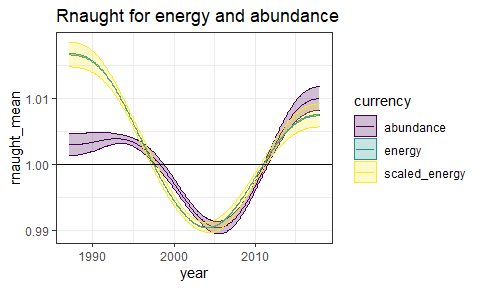 Rnaught for energy and abundance
rnaught_mean
1.01
1.00
0.99
1990
2000
2010
year
currency
abundance
energy
scaled_energy